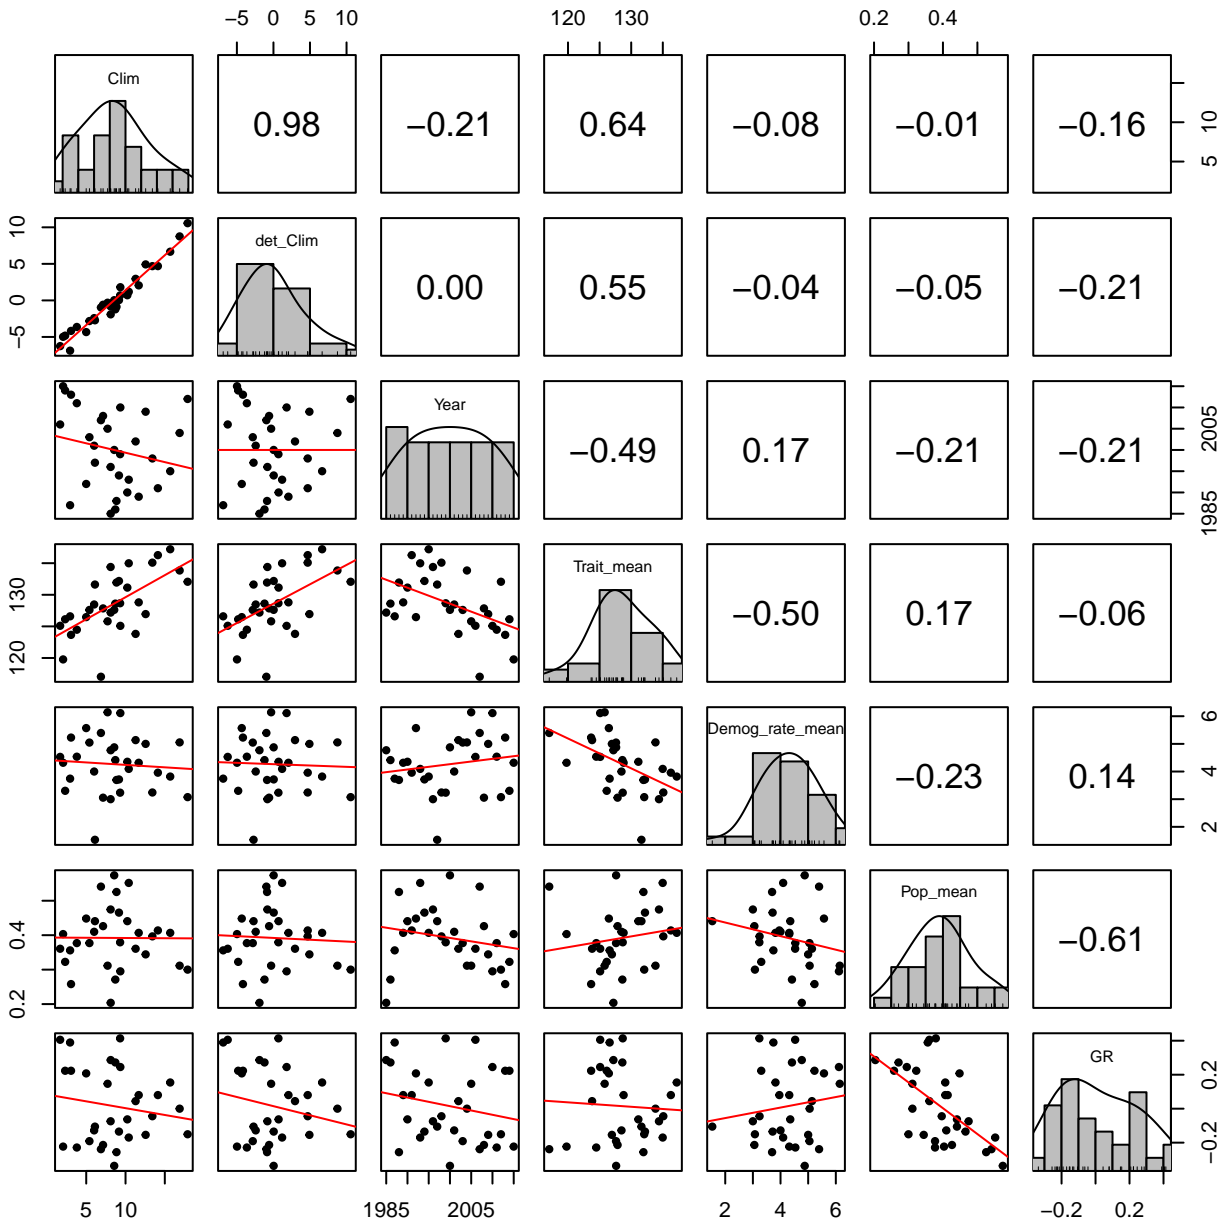 −5 0 5 10 120 130 0.2 0.4
Clim
0.98 −0.21 0.64 −0.08 −0.01 −0.16
5 10
det_Clim
0.00 0.55 −0.04 −0.05 −0.21
−5 0 5 10
Year
−0.49 0.17 −0.21 −0.21
1985 2005
Trait_mean
−0.50 0.17 −0.06
120 130
Demog_rate_mean
−0.23 0.14
2 4 6
Pop_mean
−0.61
0.2 0.4
GR
−0.2 0.2
5 10 1985 2005 2 4 6 −0.2 0.2